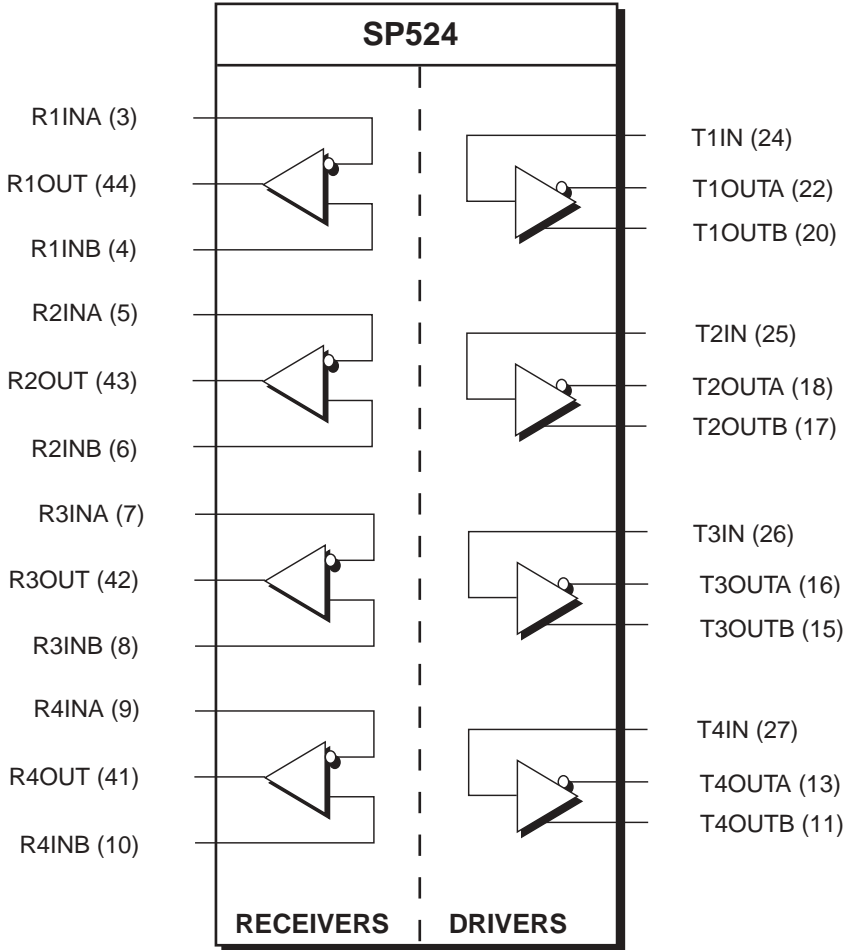 SP524
R1INA (3)
R1OUT (44)
R1INB (4)
R2INA (5)
R2OUT (43)
R2INB (6)
R3INA (7)
R3OUT (42)
R3INB (8)
R4INA (9)
R4OUT (41)
R4INB (10)
T1IN (24)
T1OUTA (22)
T1OUTB (20)
T2IN (25)
T2OUTA (18)
T2OUTB (17)
T3IN (26)
T3OUTA (16)
T3OUTB (15)
T4IN (27)
T4OUTA (13)
T4OUTB (11)
RECEIVERS
DRIVERS